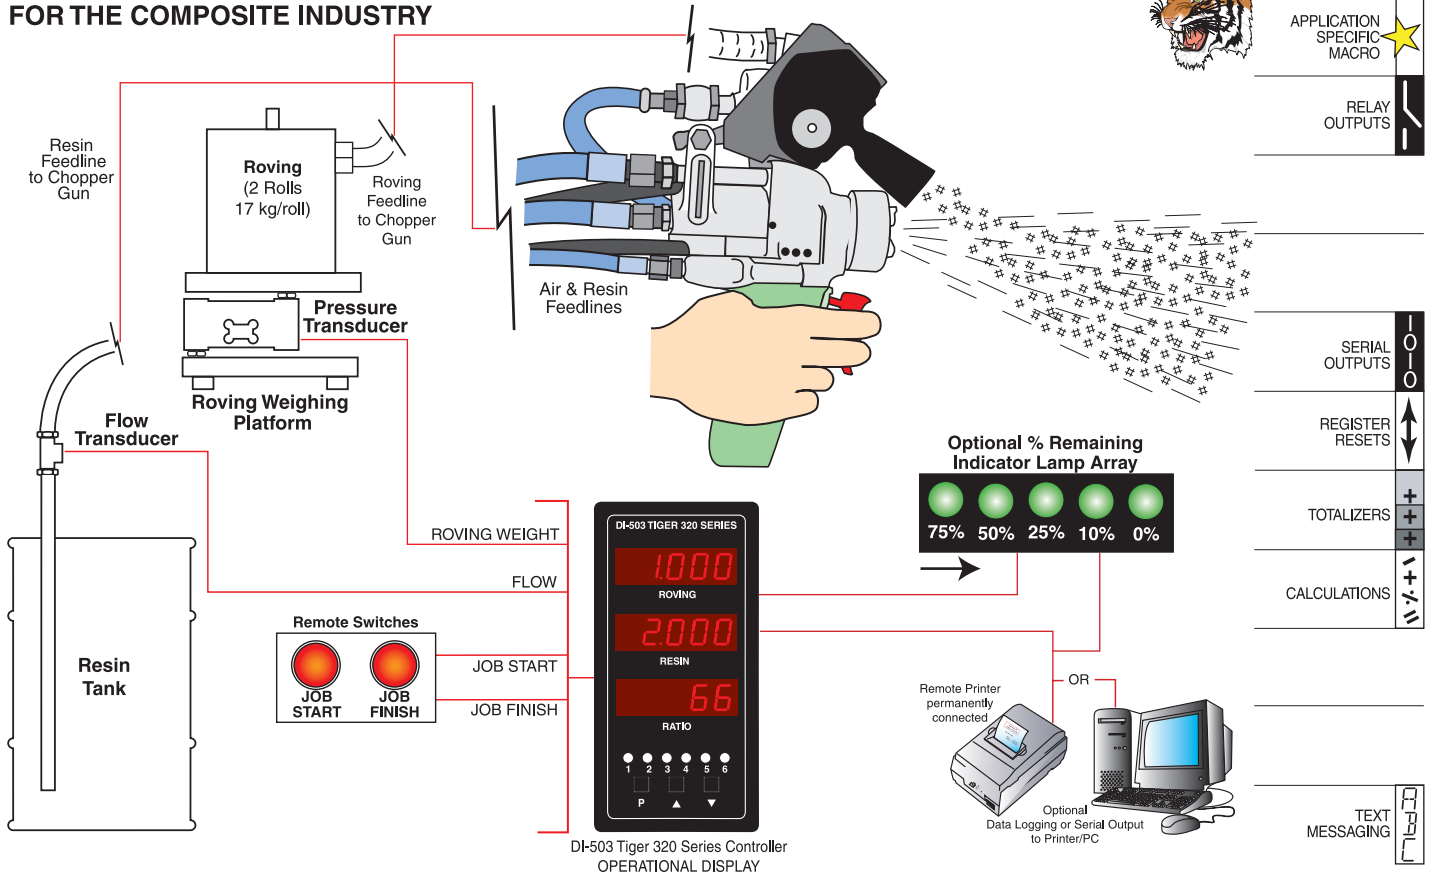 FOR THE COMPOSITE INDUSTRY
APPLICATION
SPECIFIC
MACRO
RELAY
OUTPUTS
Resin
Feedline
to Chopper
Gun
Roving
(2 Rolls
17 kg/roll)
Roving
Feedline
to Chopper
Gun
Air & Resin
Feedlines
Pressure
Transducer
Roving Weighing
Platform
Flow
Transducer
SERIAL
OUTPUTS
REGISTER
RESETS
TOTALIZERS
CALCULATIONS
TEXT
MESSAGING
Optional % Remaining
Indicator Lamp Array
75% 50% 25% 10% 0%
ROVING WEIGHT
FLOW
Remote Switches
JOB
START
JOB
FINISH
JOB START
JOB FINISH
Resin
Tank
DI-503 TIGER 320 SERIES
1.000
ROVING
2.000
RESIN
66
RATIO
1 2 3 4 5 6
P
DI-503 Tiger 320 Series Controller
OPERATIONAL DISPLAY
Remote Printer
permanently
connected
OR
Optional
Data Logging or Serial Output
to Printer/PC